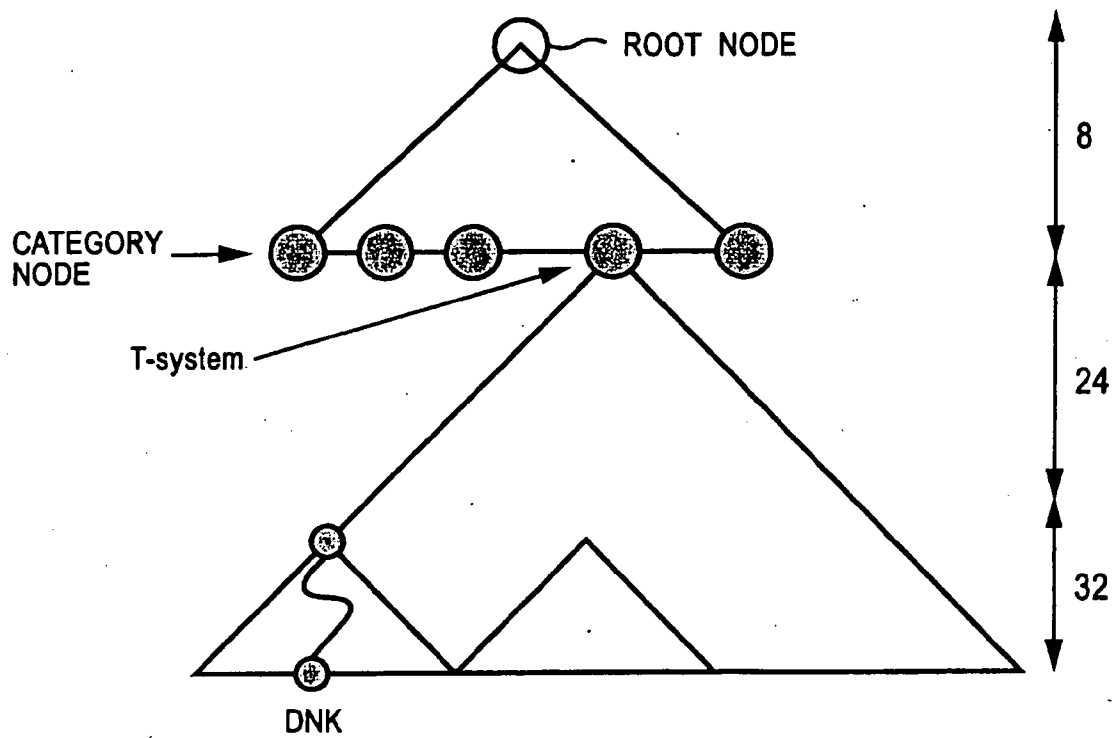 ROOT NODE
8
CATEGORY
NODE
T-system
24
32
DNK